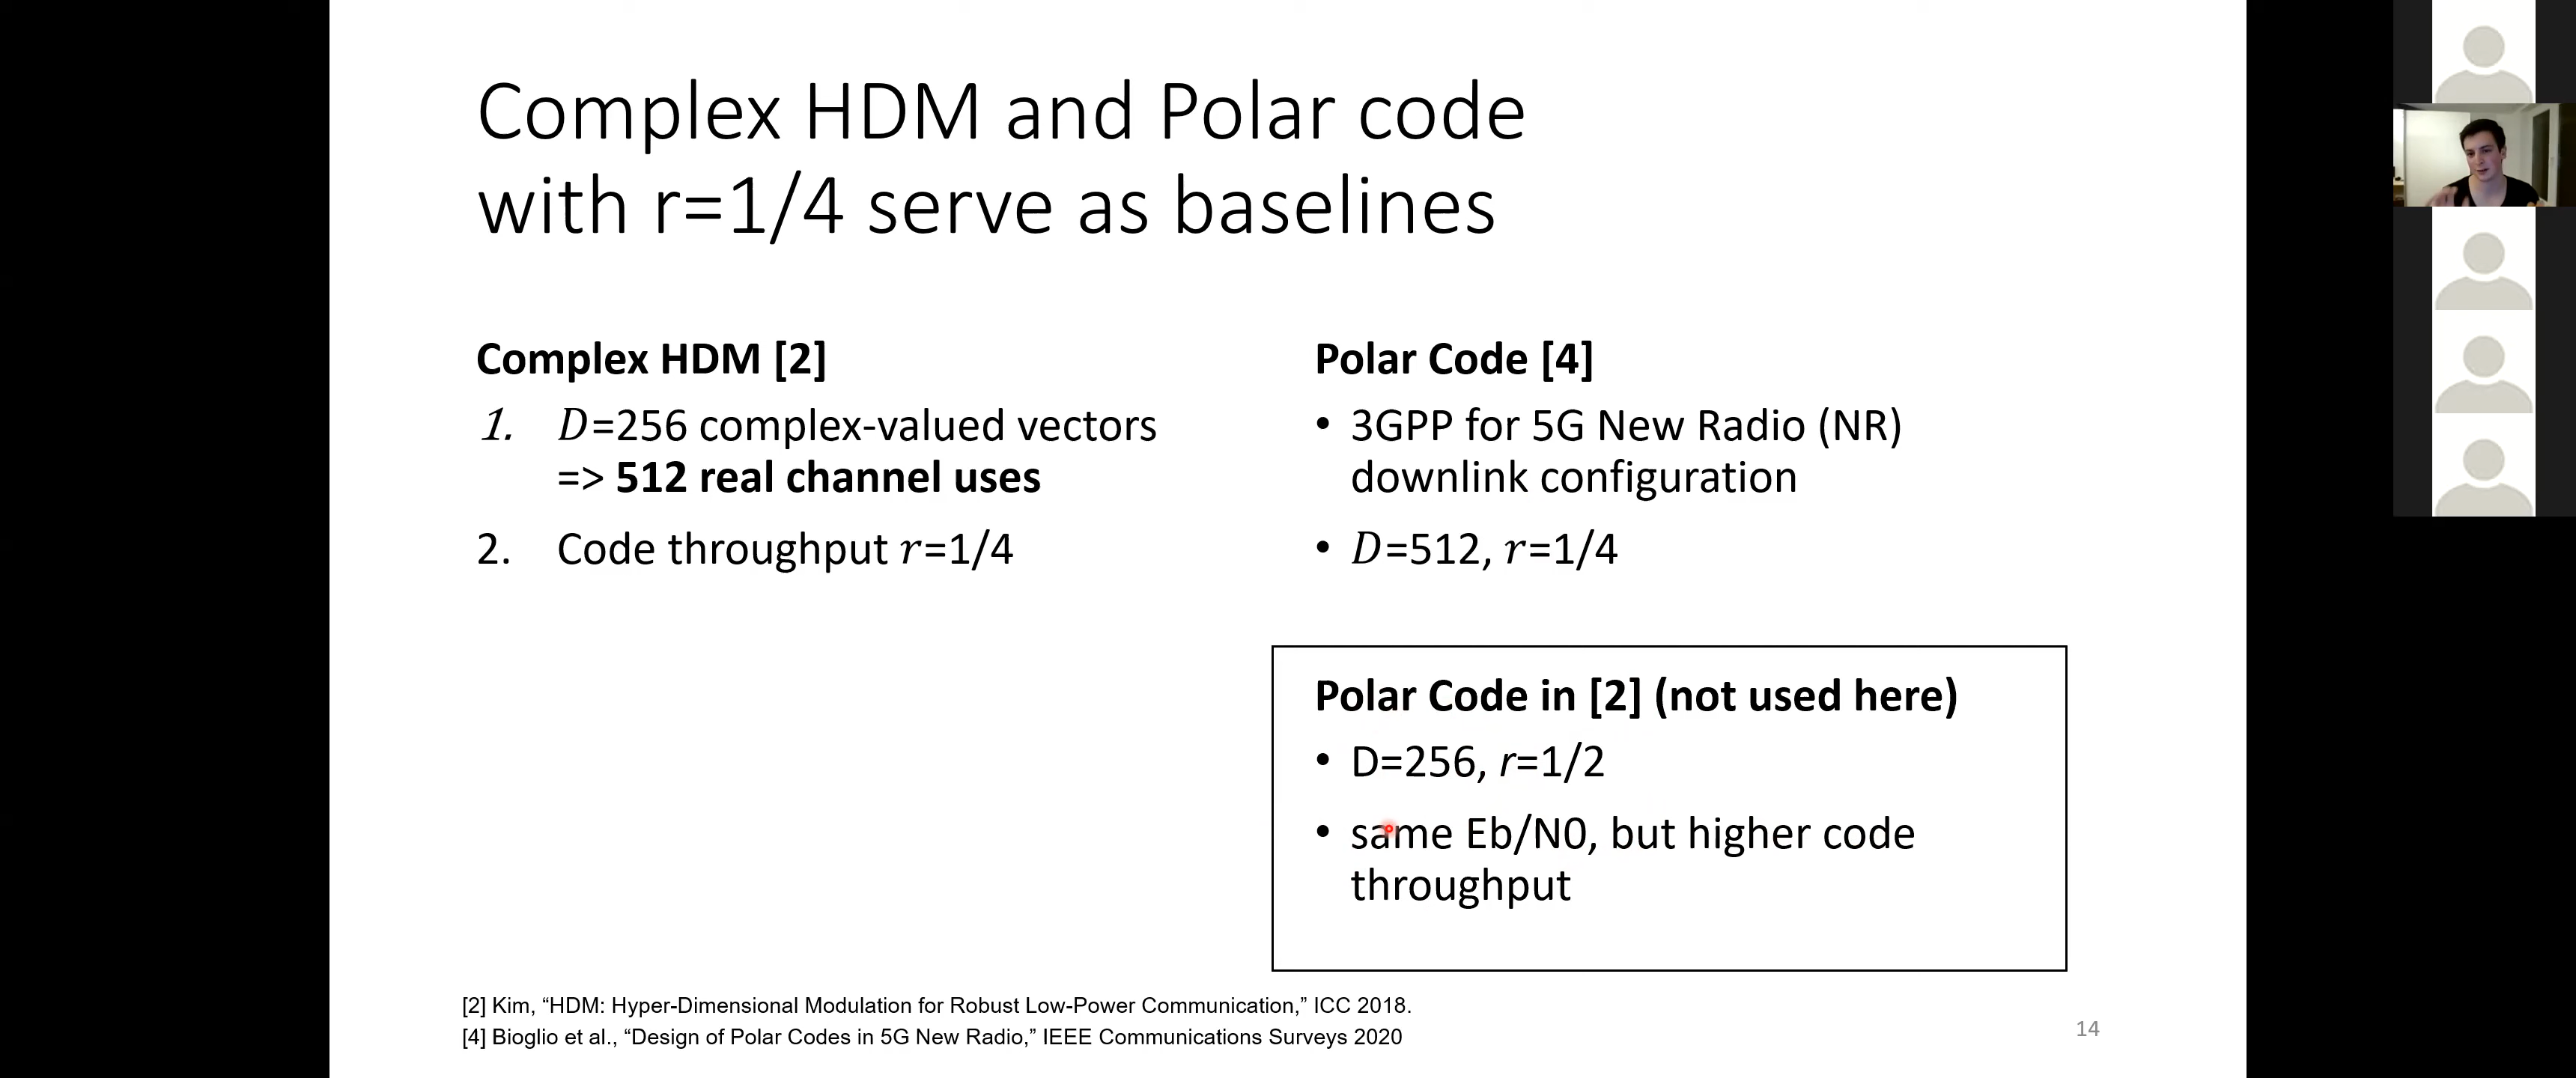 Complex HDM and Polar code
with r=1/4 serve as baselines
Complex HDM [2]
1. D=256 complex-valued vectors
=> 512 real channel uses
2. Code throughput r=1/4
Polar Code [4]
• 3GPP for 5G New Radio (NR)
downlink configuration
• D=512, r=1/4
Polar Code in [2] (not used here)
• D=256, r=1/2
• same Eb/N0, but higher code
throughput
[2] Kim, “HDM: Hyper-Dimensional Modulation for Robust Low-Power Communication,” ICC 2018.
[4] Bioglio et al., “Design of Polar Codes in 5G New Radio,” IEEE Communications Surveys 2020
14